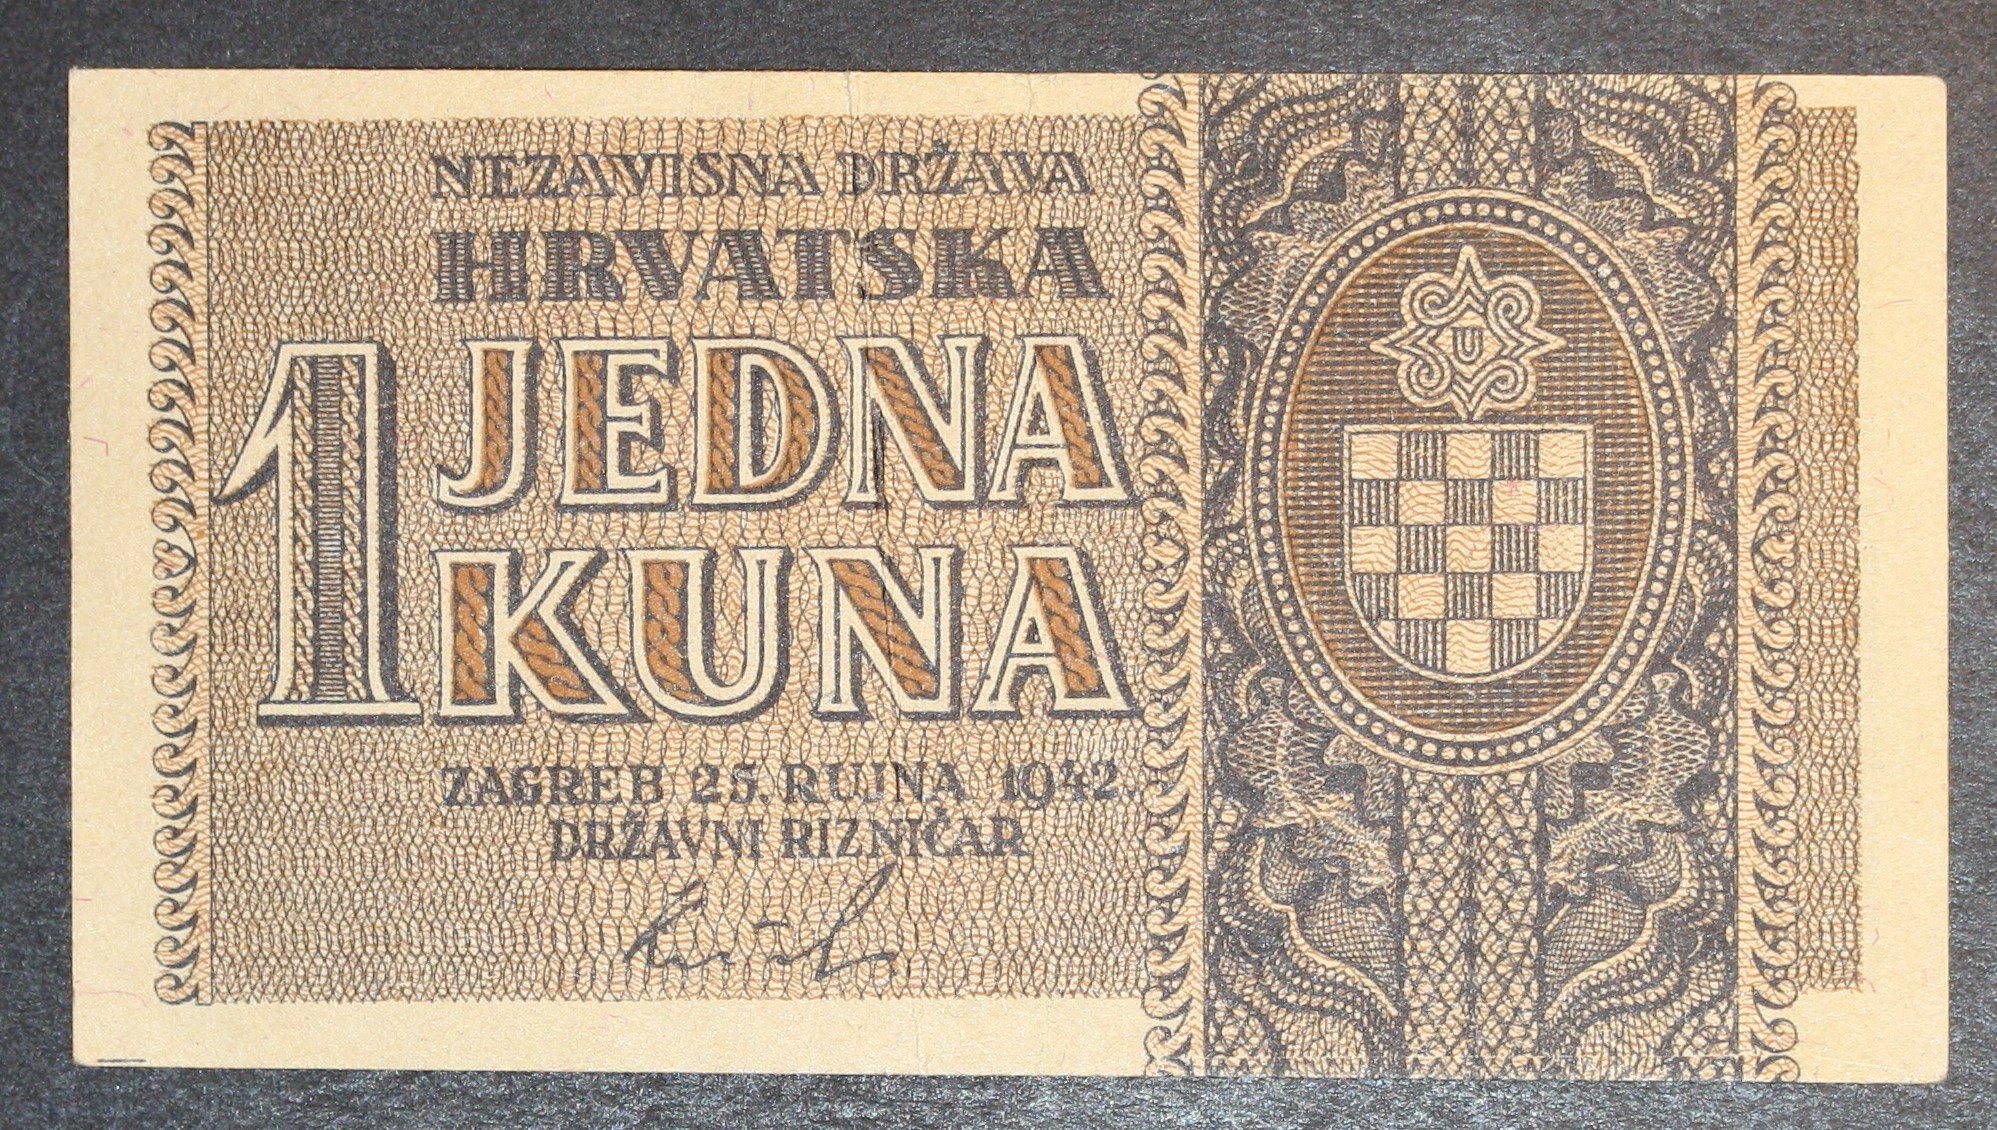 NEZAVISNA DRŽAVA
HRVATSKA
1 JEDNA
KUNA
ZAGREB 25. RUJNA 1942.
DRŽAVNI RIZNIČAR
U